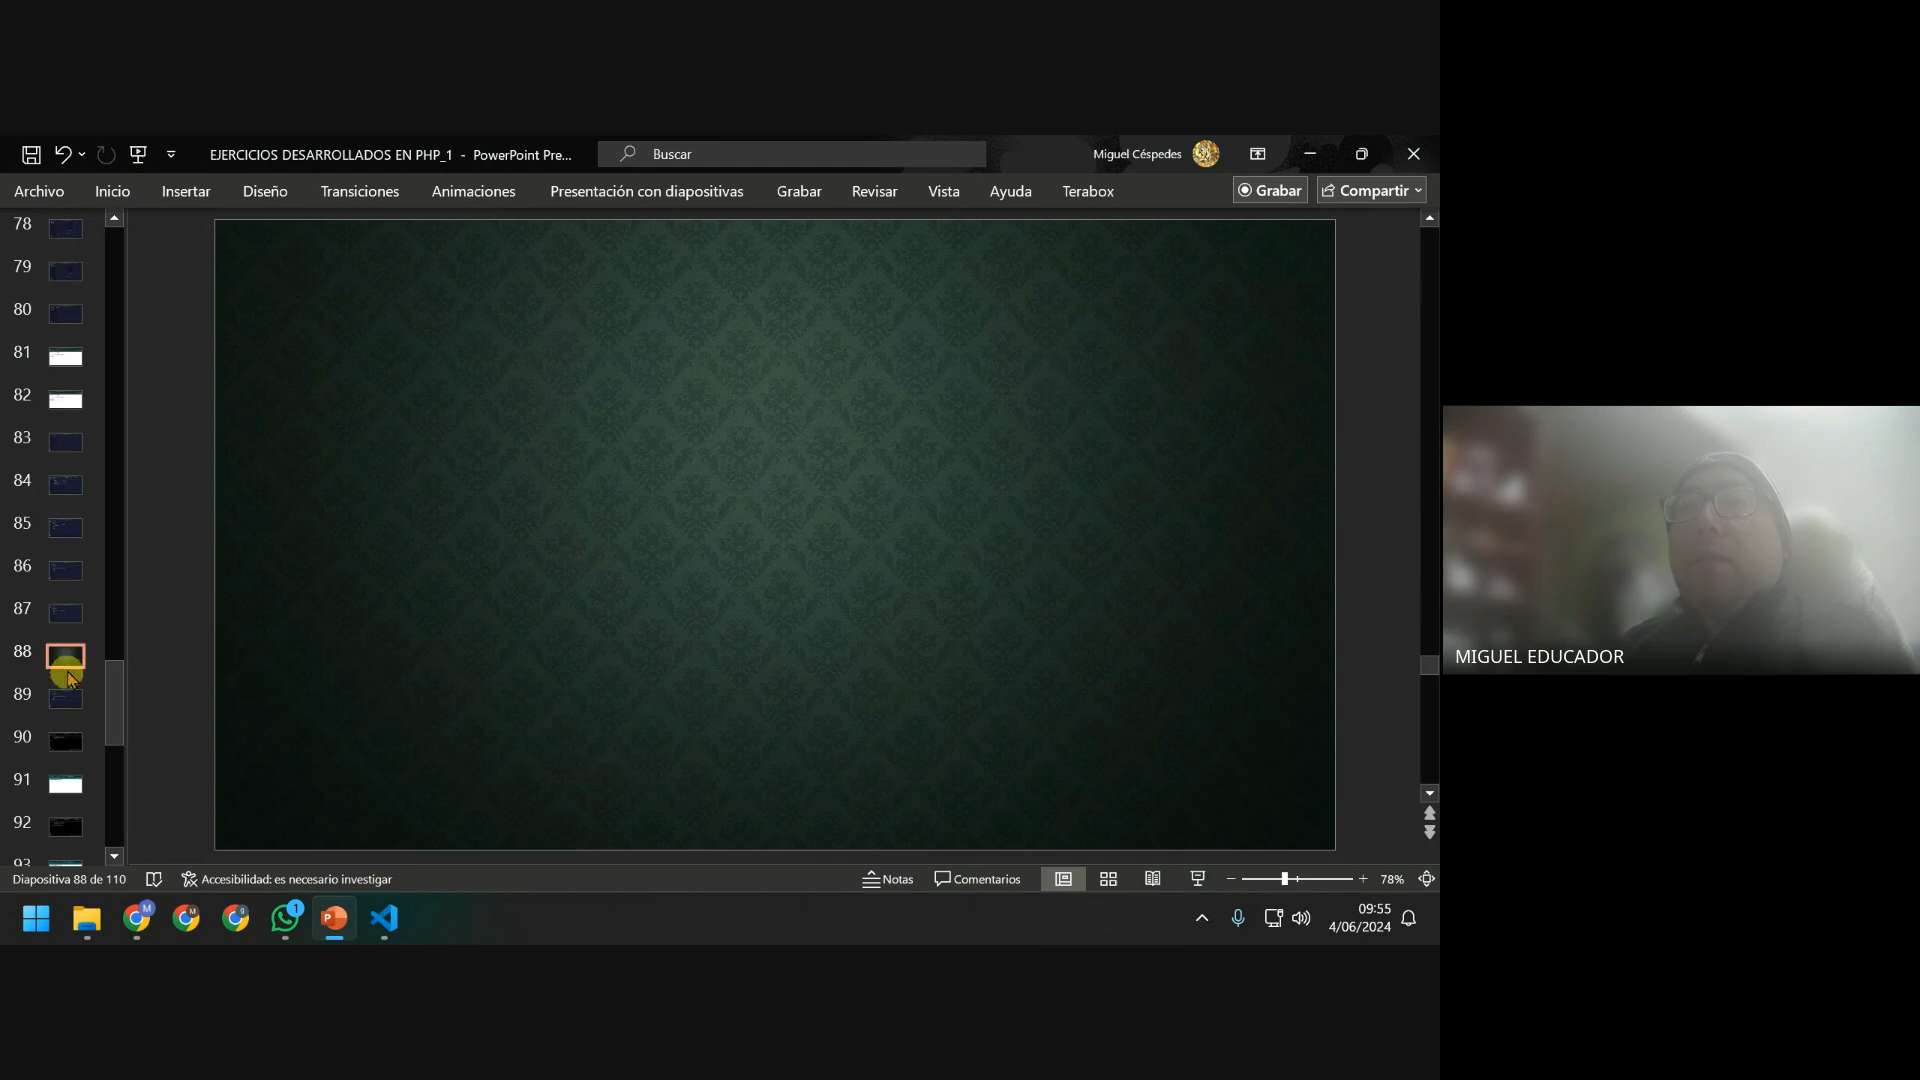 EJERCICIOS DESARROLLADOS EN PHP_1 - PowerPoint Pre...
Buscar
Miguel Céspedes
Archivo Inicio Insertar Diseño Transiciones Animaciones Presentación con diapositivas Grabar Revisar Vista Ayuda Terabox Grabar Compartir
78
79
80
81
82
83
84
85
86
87
88
89
90
91
92
93
MIGUEL EDUCADOR
Diapositiva 88 de 110 Accesibilidad: es necesario investigar Notas Comentarios 78%
M M 9 1 P
09:55
4/06/2024